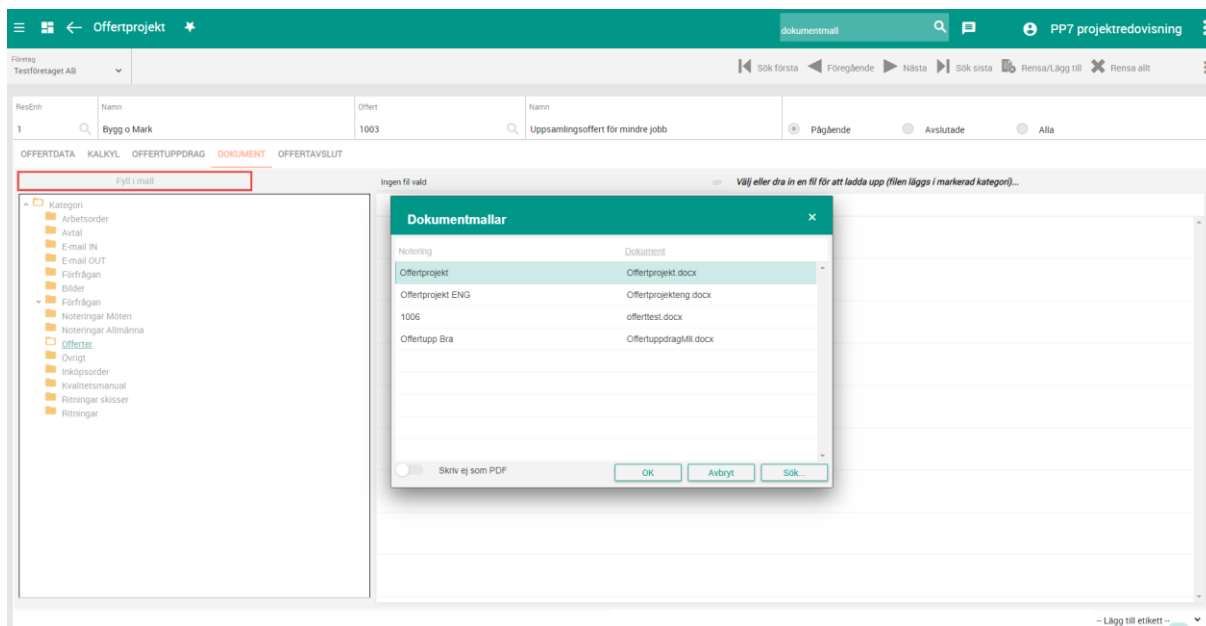 Offertprojekt
dokumentmall
PP7 projektredovisning
Företag
Testföretaget AB
Sök första Föregående Nästa Sök sista Rensa/Lägg till Rensa allt
ResEnh Namn Offert Namn
1 Bygg o Mark 1003 Uppsamlingsoffert för mindre jobb Pågående Avslutade Alla
OFFERTDATA KALKYL OFFERTUPPDRAG DOKUMENT OFFERTAVSLUT
Fyll i mall
Ingen fil vald
Välj eller dra in en fil för att ladda upp (filen läggs i markerad kategori)...
Kategori
Arbetsorder
Avtal
E-mail IN
E-mail OUT
Förfrågan
Bilder
Förfrågan
Noteringar Möten
Noteringar Allmänna
Offerter
Övrigt
Inköpsorder
Kvalitetsmanual
Ritningar skisser
Ritningar
Dokumentmallar ×
Notering Dokument
Offertprojekt Offertprojekt.docx
Offertprojekt ENG Offertprojekteng.docx
1006 offerttest.docx
Offertupp Bra OffertuppdragMll.docx
Skriv ej som PDF OK Avbryt Sök...
-- Lägg till etikett --